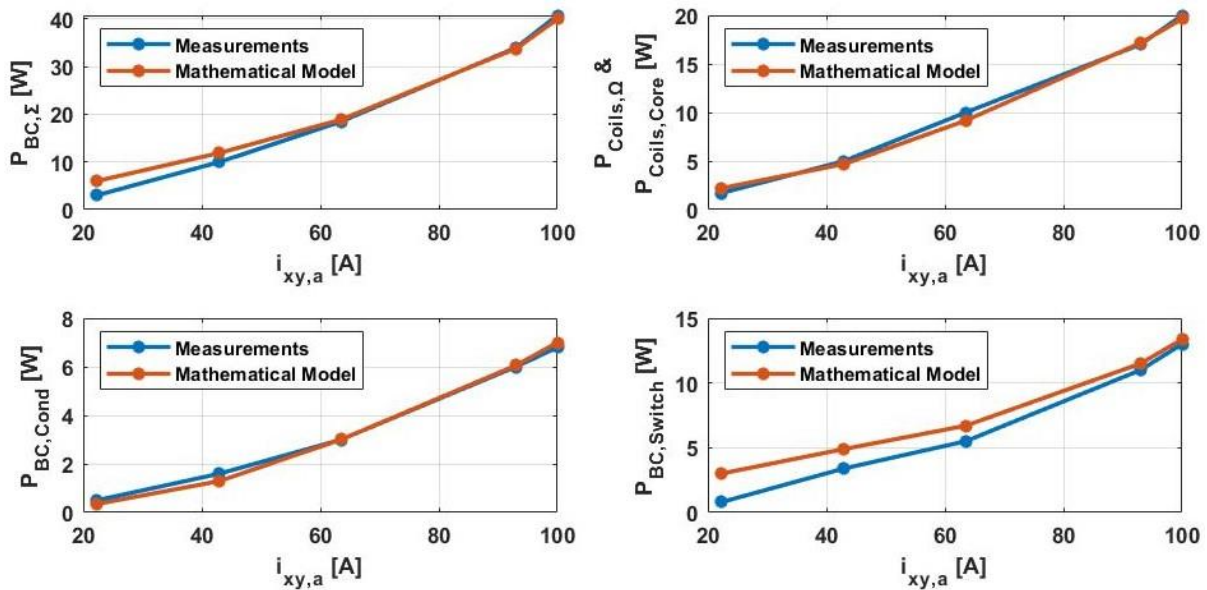 P_BC,Σ [W]
40
30
20
10
0
Measurements
Mathematical Model
20 40 60 80 100
i_xy,a [A]
P_Coils,Ω &
P_Coils,Core [W]
20
15
10
5
0
Measurements
Mathematical Model
20 40 60 80 100
i_xy,a [A]
P_BC,Cond [W]
8
6
4
2
0
Measurements
Mathematical Model
20 40 60 80 100
i_xy,a [A]
P_BC,Switch [W]
15
10
5
0
Measurements
Mathematical Model
20 40 60 80 100
i_xy,a [A]